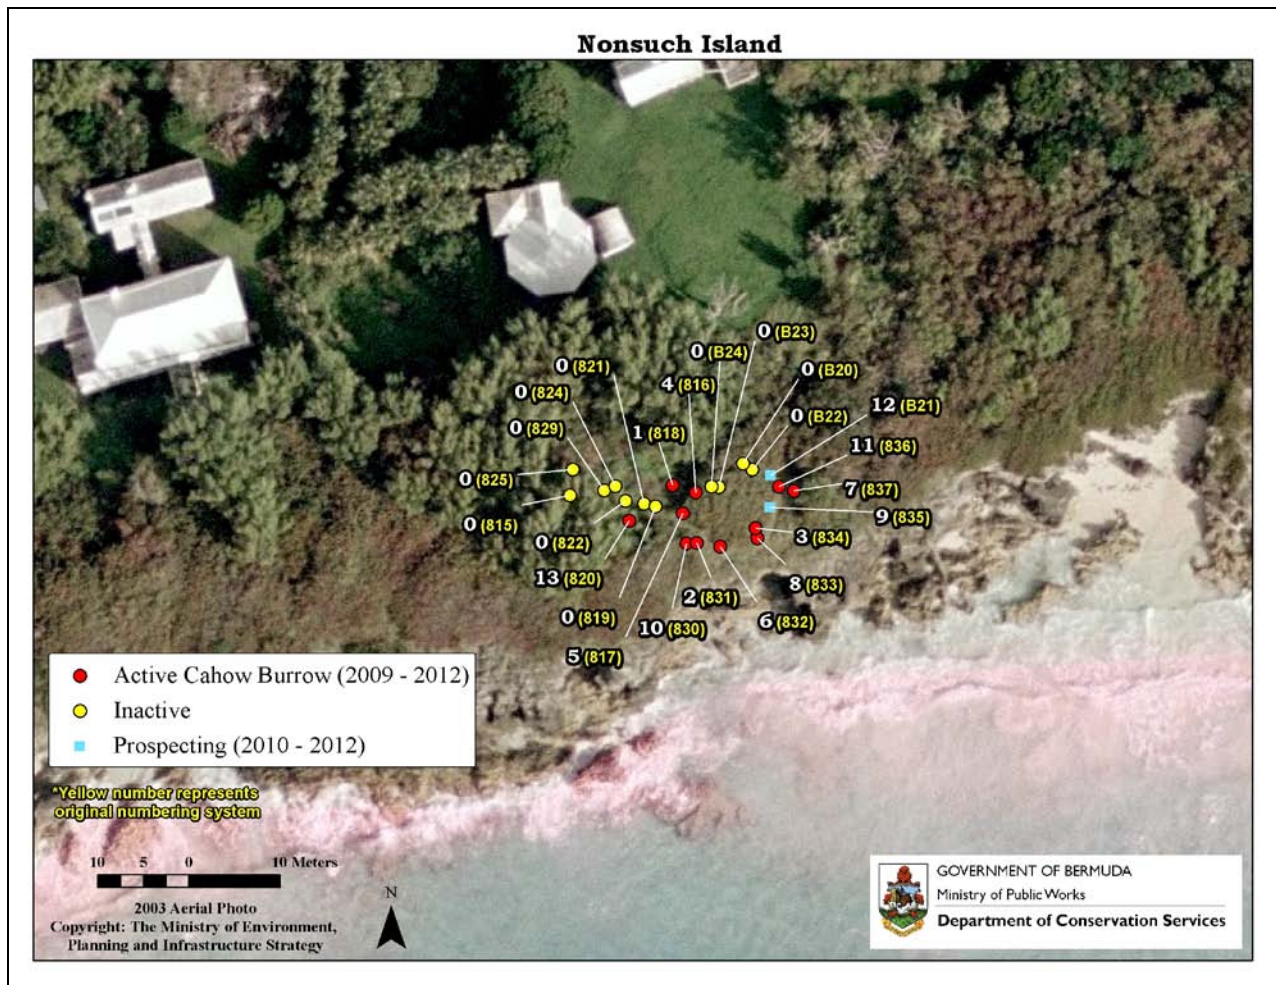 Nonsuch Island
0 (B23)
0 (B24)
0 (821)
0 (B20)
4 (816)
0 (824)
12 (B21)
0 (B22)
0 (829)
1 (818)
11 (836)
0 (825)
7 (837)
9 (835)
0 (815)
3 (834)
0 (822)
13 (820)
8 (833)
2 (831)
0 (819)
6 (832)
10 (830)
5 (817)
Active Cahow Burrow (2009 - 2012)
Inactive
Prospecting (2010 - 2012)
*Yellow number represents
original numbering system
10 5 0 10 Meters
2003 Aerial Photo
Copyright: The Ministry of Environment,
Planning and Infrastructure Strategy
N
GOVERNMENT OF BERMUDA
Ministry of Public Works
Department of Conservation Services